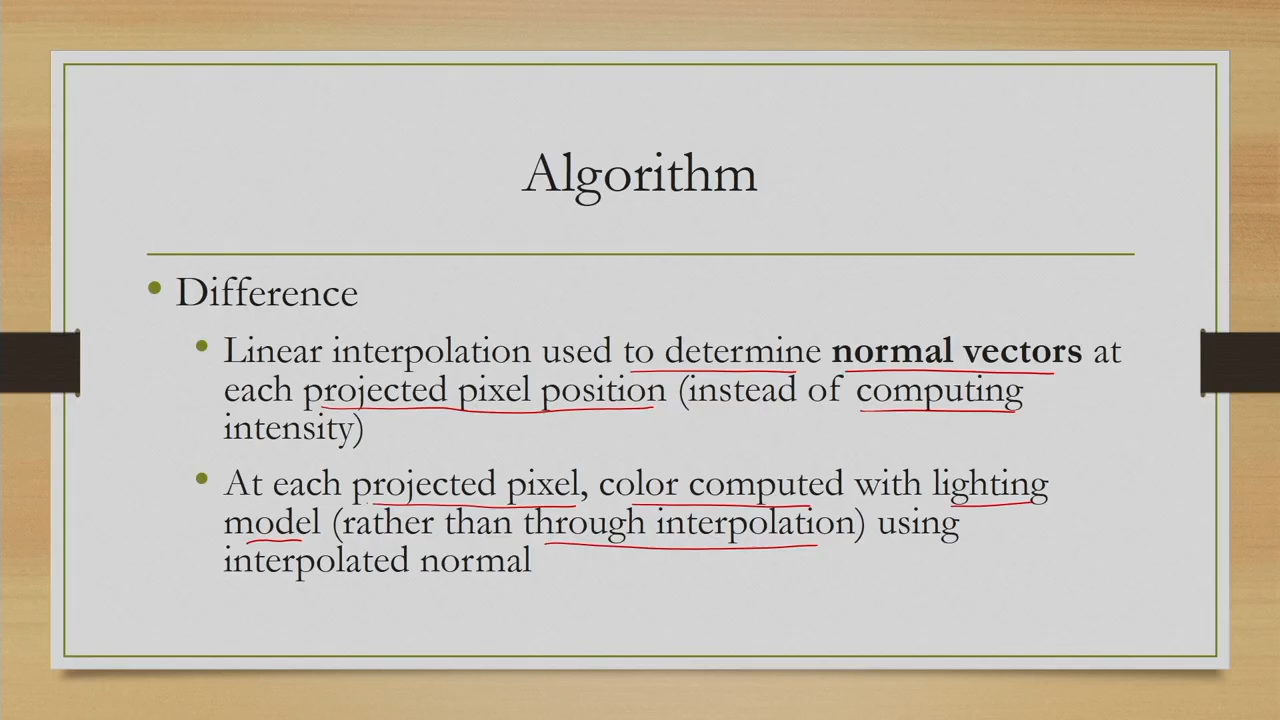 Algorithm
Difference
Linear interpolation used to determine normal vectors at
each projected pixel position (instead of computing
intensity)
At each projected pixel, color computed with lighting
model (rather than through interpolation) using
interpolated normal